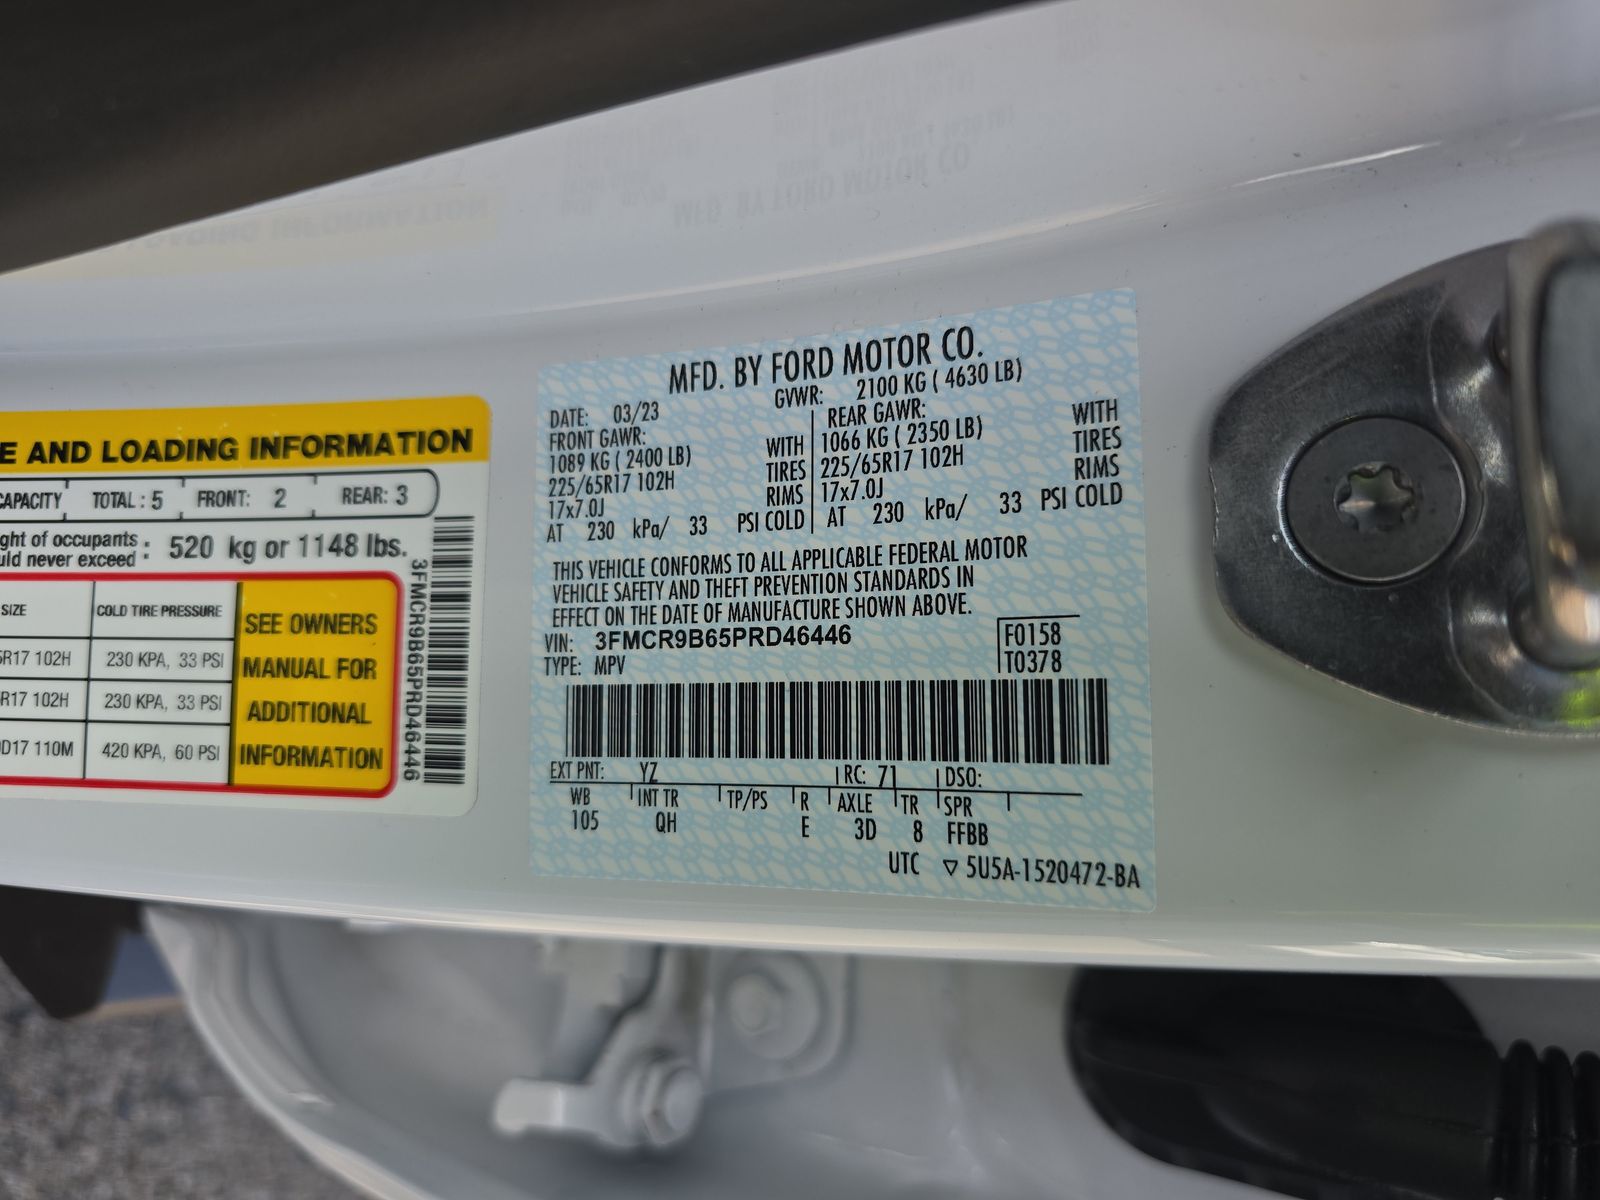 E AND LOADING INFORMATION
CAPACITY TOTAL: 5 FRONT: 2 REAR: 3
ght of occupants
uld never exceed : 520 kg or 1148 lbs.
SIZE COLD TIRE PRESSURE
5R17 102H 230 KPA, 33 PSI
R17 102H 230 KPA, 33 PSI
D17 110M 420 KPA, 60 PSI
SEE OWNERS
MANUAL FOR
ADDITIONAL
INFORMATION
3FMCR9B65PRD46446
MFD. BY FORD MOTOR CO.
DATE: 03/23 GVWR: 2100 KG ( 4630 LB)
FRONT GAWR: REAR GAWR:
1089 KG ( 2400 LB) WITH 1066 KG ( 2350 LB) WITH
225/65R17 102H TIRES 225/65R17 102H TIRES
17x7.0J RIMS 17x7.0J RIMS
AT 230 kPa/ 33 PSI COLD AT 230 kPa/ 33 PSI COLD
THIS VEHICLE CONFORMS TO ALL APPLICABLE FEDERAL MOTOR
VEHICLE SAFETY AND THEFT PREVENTION STANDARDS IN
EFFECT ON THE DATE OF MANUFACTURE SHOWN ABOVE.
VIN: 3FMCR9B65PRD46446 F0158
TYPE: MPV T0378
EXT PNT: YZ RC: 71 DSO:
WB INT TR TP/PS R AXLE TR SPR
105 QH E 3D 8 FFBB
UTC ▽ 5U5A-1520472-BA